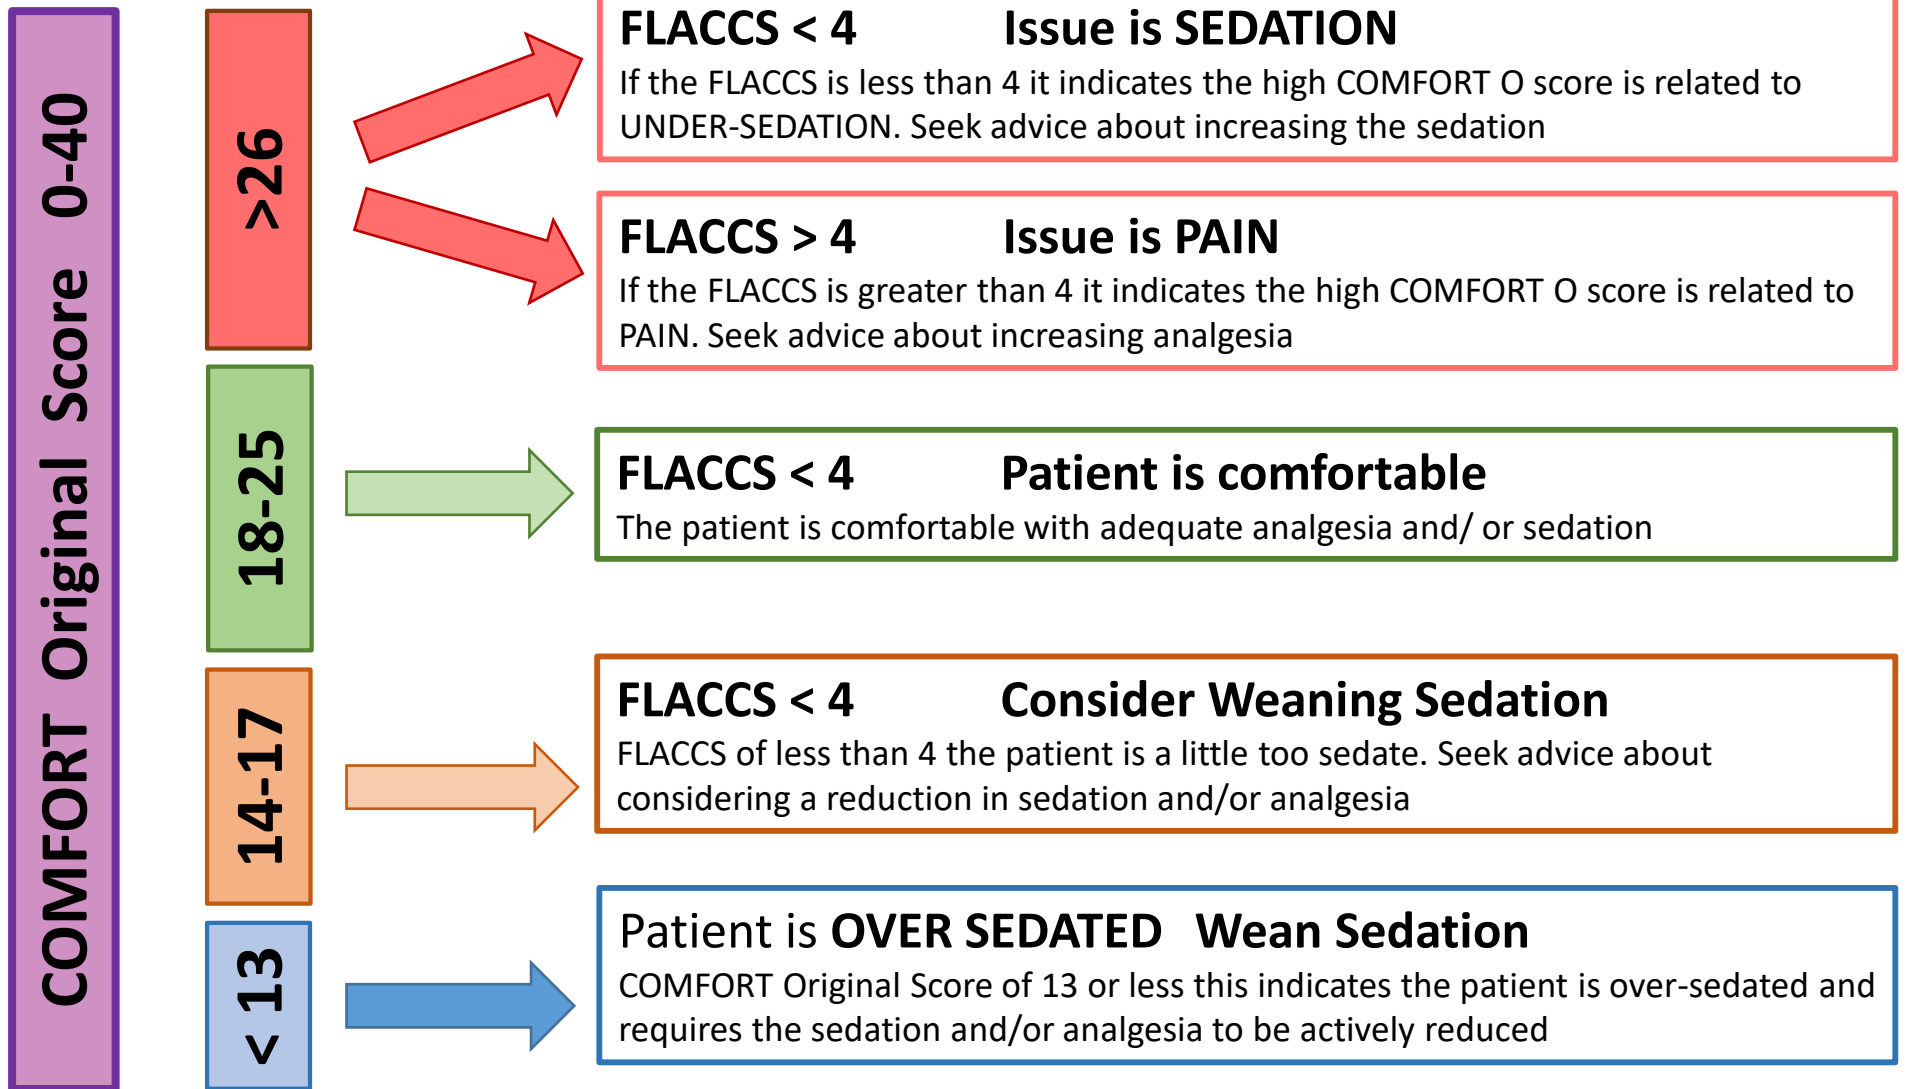 COMFORT Original Score 0-40
>26
FLACCS < 4 Issue is SEDATION
If the FLACCS is less than 4 it indicates the high COMFORT O score is related to
UNDER-SEDATION. Seek advice about increasing the sedation
FLACCS > 4 Issue is PAIN
If the FLACCS is greater than 4 it indicates the high COMFORT O score is related to
PAIN. Seek advice about increasing analgesia
18-25
FLACCS < 4 Patient is comfortable
The patient is comfortable with adequate analgesia and/ or sedation
14-17
FLACCS < 4 Consider Weaning Sedation
FLACCS of less than 4 the patient is a little too sedate. Seek advice about
considering a reduction in sedation and/or analgesia
< 13
Patient is OVER SEDATED Wean Sedation
COMFORT Original Score of 13 or less this indicates the patient is over-sedated and
requires the sedation and/or analgesia to be actively reduced